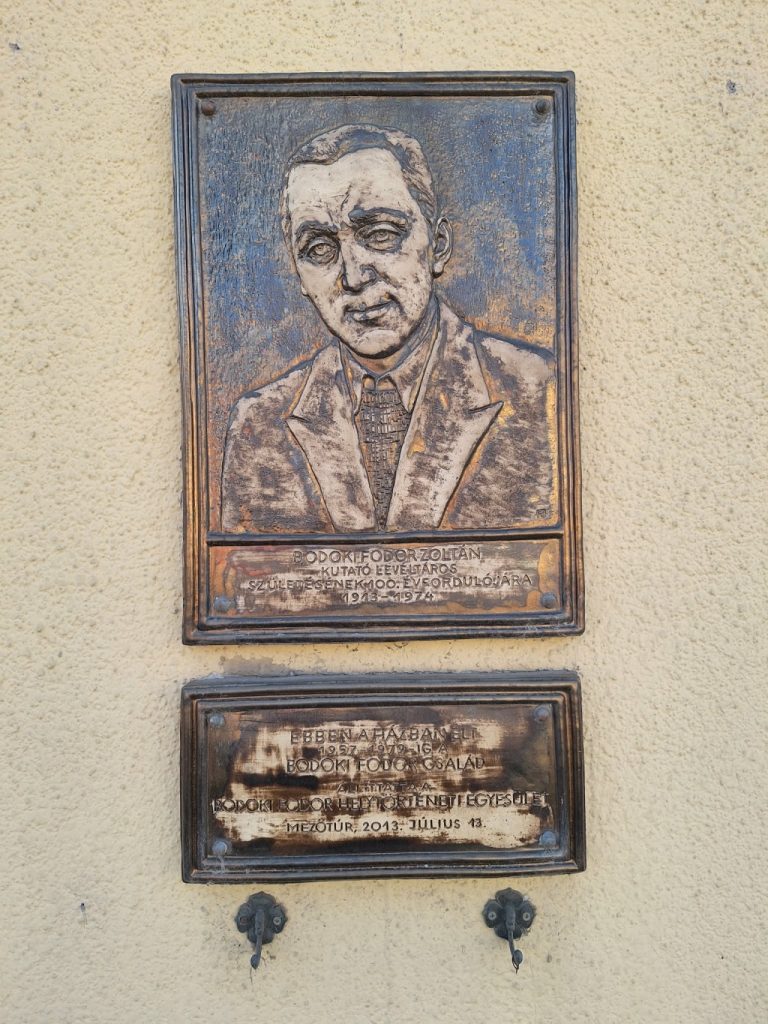 BODOKI FODOR ZOLTÁN
KUTATÓ LEVÉLTÁROS
SZÜLETÉSÉNEK 100. ÉVFORDULÓJÁRA
1913-1974
EBBEN A HÁZBAN ÉLT
1957-1979-IG A
BODOKI FODOR CSALÁD
ÁLLÍTTATTA A
BODOKI FODOR HELYTÖRTÉNETI EGYESÜLET
MEZŐTÚR, 2013. JÚLIUS 13.